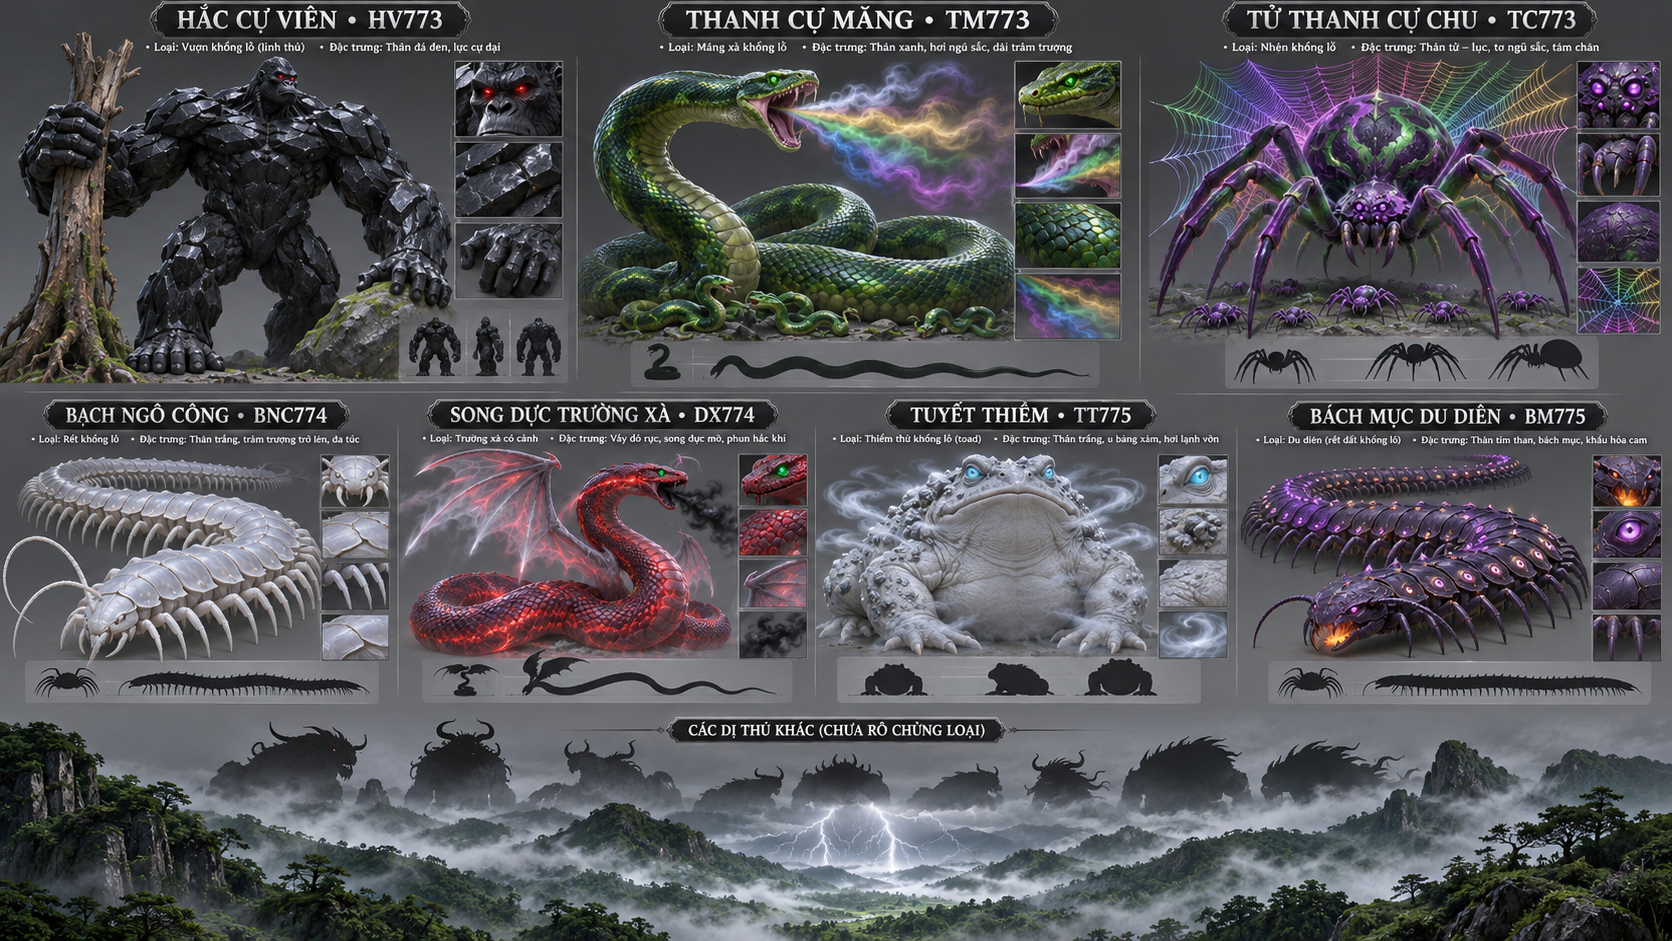 HẮC CỰ VIÊN • HV773
• Loại: Vượn khổng lồ (linh thú) • Đặc trưng: Thân đá đen, lực cự đại
THANH CỰ MÃNG • TM773
• Loại: Mãng xà khổng lồ • Đặc trưng: Thân xanh, hơi ngũ sắc, dài trăm trượng
TỬ THANH CỰ CHU • TC773
• Loại: Nhện khổng lồ • Đặc trưng: Thân tử – lục, tơ ngũ sắc, tám chân
BẠCH NGÔ CÔNG • BNC774
• Loại: Rết khổng lồ • Đặc trưng: Thân trắng, trăm trượng trở lên, đa túc
SONG DỰC TRƯỜNG XÀ • DX774
• Loại: Trường xà có cánh • Đặc trưng: Vảy đỏ rục, song dực mờ, phun hắc khí
TUYẾT THIỀM • TT775
• Loại: Thiềm thừ khổng lồ (toad) • Đặc trưng: Thân trắng, u bảng xám, hơi lạnh vờn
BÁCH MỤC DU DIÊN • BM775
• Loại: Du diên (rết đất khổng lồ) • Đặc trưng: Thân tím than, bách mục, khẩu hỏa cam
CÁC DỊ THÚ KHÁC (CHƯA RÕ CHỦNG LOẠI)